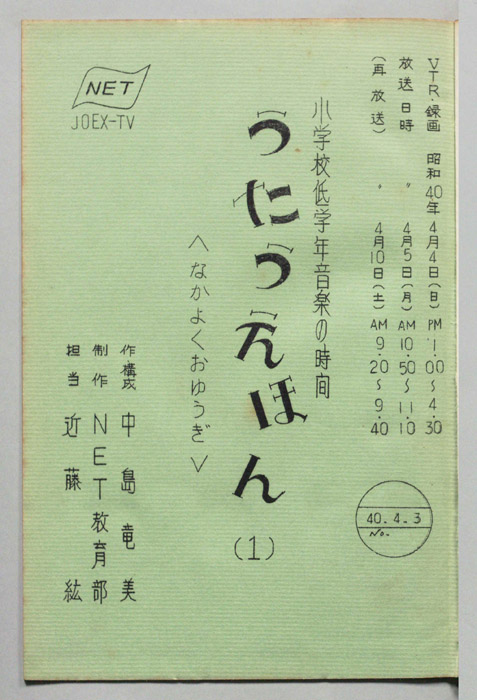 VTR・録画 昭和40年4月4日(日) PM 1.00〜4.30
放送日時 〃 4月5日(月) AM 10.50〜11.10
(再放送) 〃 4月10日(土) AM 9.20〜9.40
40.4.3
No.
小学校低学年音楽の時間
うたうえほん(1)
<なかよくおゆうぎ>
NET
JOEX-TV
作・構成 中島竜美
制作 NET教育部
担当 近藤 紘